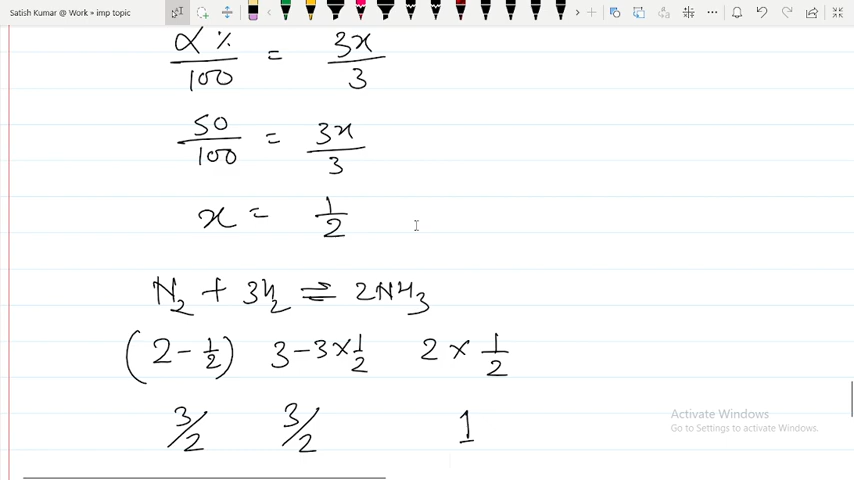 Satish Kumar @ Work » imp topic
α % / 100 = 3x / 3
50 / 100 = 3x / 3
x = 1 / 2
N₂ + 3H₂ ⇌ 2NH₃
(2 - 1/2) 3 - 3 × 1/2 2 × 1/2
3/2 3/2 1
Activate Windows
Go to Settings to activate Windows.